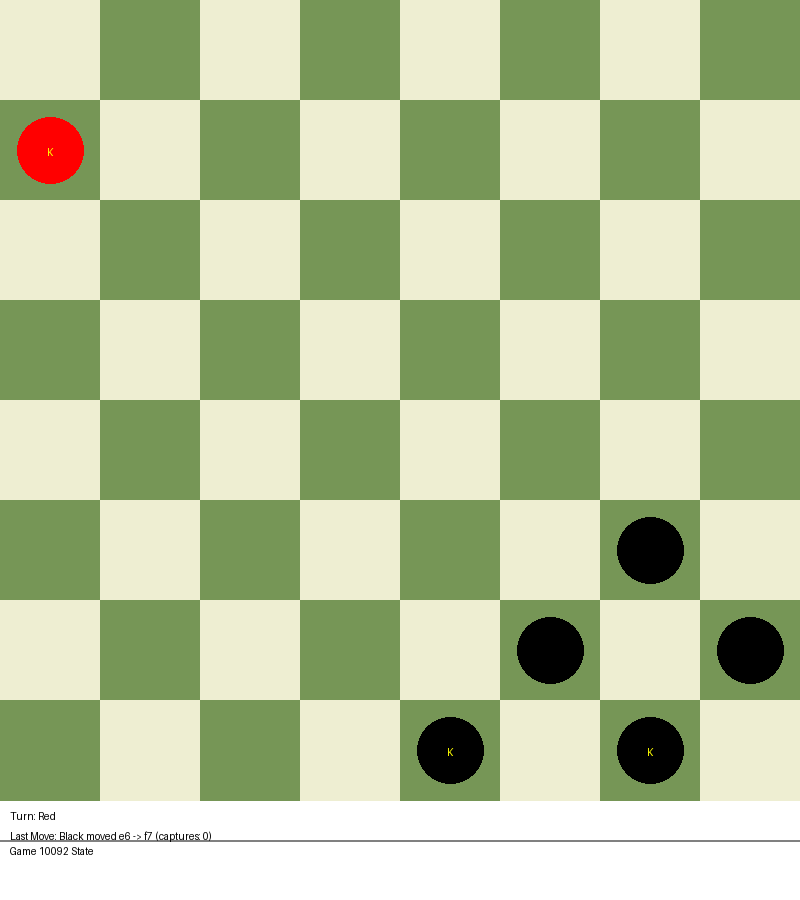 K
K
K
Turn: Red
Last Move: Black moved e6 -> f7 (captures: 0)
Game 10092 State